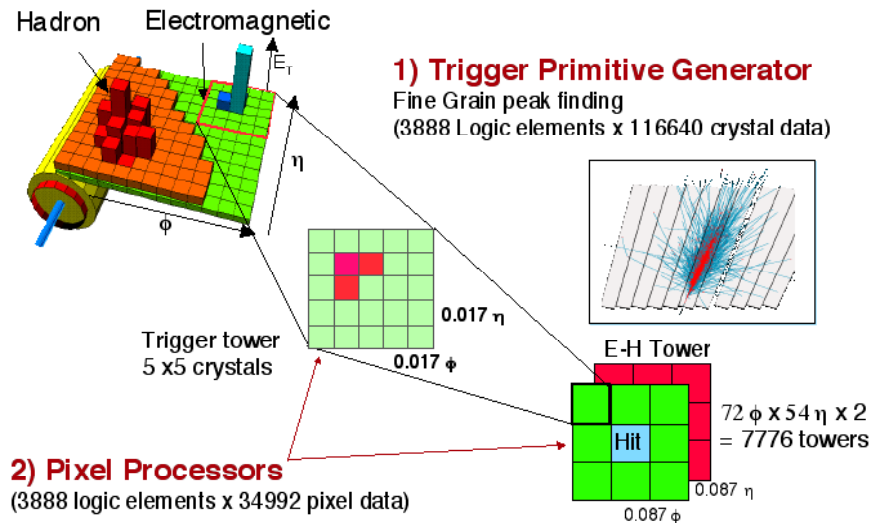 Hadron
Electromagnetic
E_T
η
ϕ
1) Trigger Primitive Generator
Fine Grain peak finding
(3888 Logic elements x 116640 crystal data)
0.017 η
0.017 ϕ
Trigger tower
5 x5 crystals
E-H Tower
Hit
72 ϕ x 54 η x 2
= 7776 towers
0.087 η
0.087 ϕ
2) Pixel Processors
(3888 logic elements x 34992 pixel data)